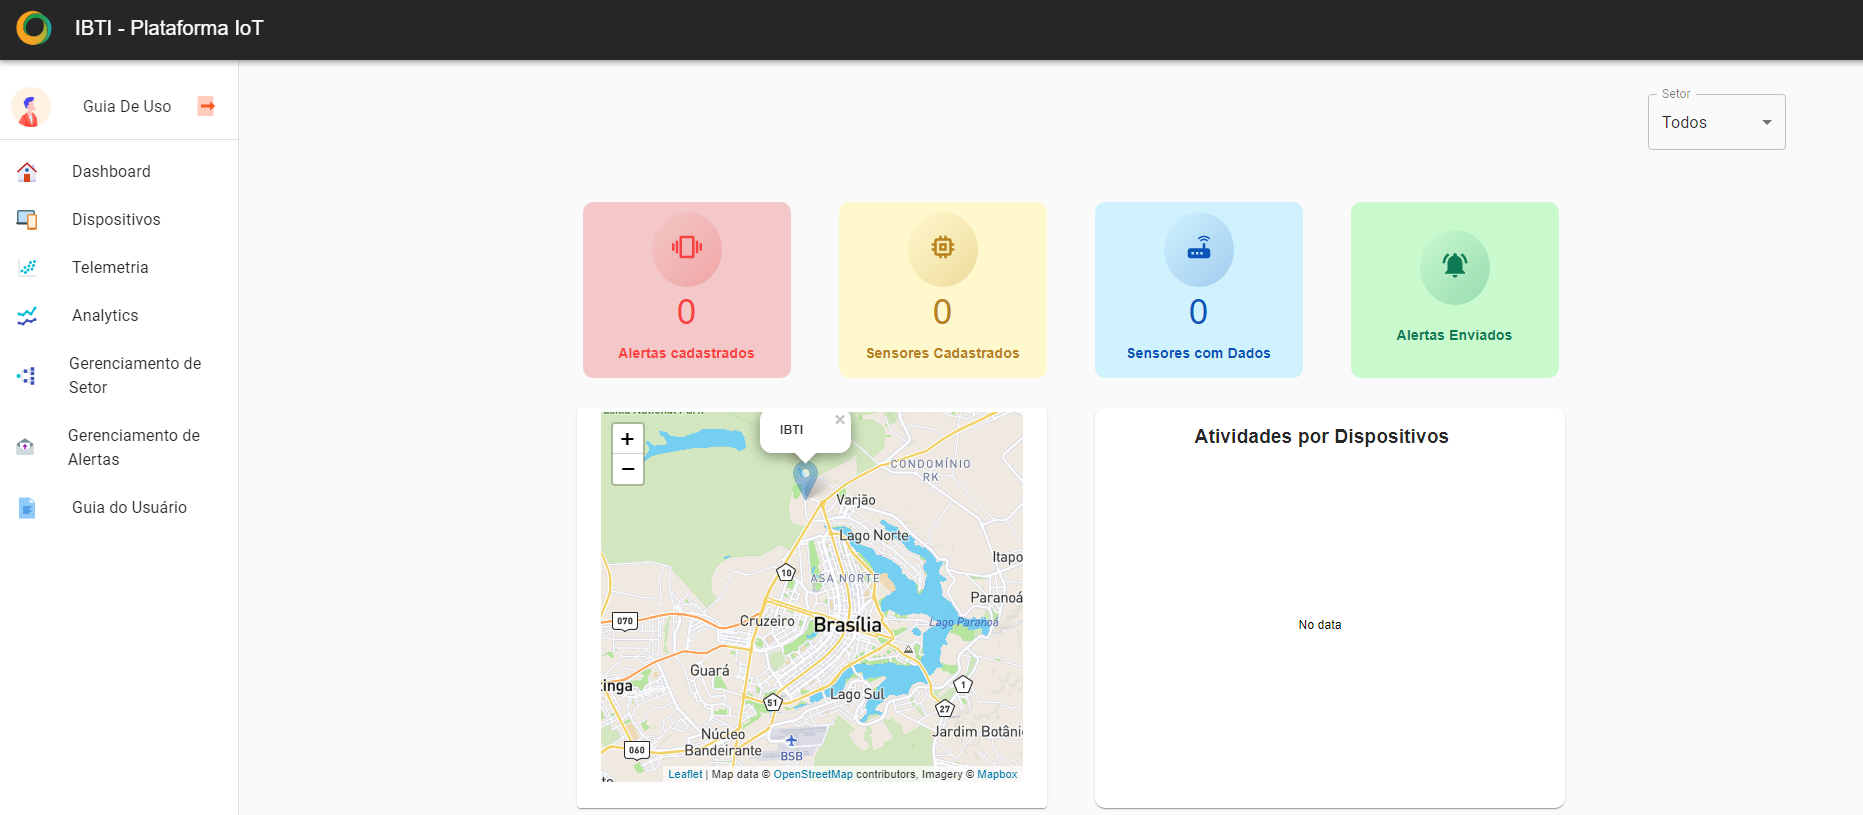 IBTI - Plataforma IoT
Guia De Uso
Dashboard
Dispositivos
Telemetria
Analytics
Gerenciamento de
Setor
Gerenciamento de
Alertas
Guia do Usuário
Setor
Todos
0
Alertas cadastrados
0
Sensores Cadastrados
0
Sensores com Dados
Alertas Enviados
+
−
IBTI
×
CONDOMÍNIO
RK
Varjão
Lago Norte
Itapo
10
ASA NORTE
Paranoá
070
Cruzeiro
Brasília
Lago Paranoá
Guará
tinga
Lago Sul
1
51
27
Jardim Botâni
Núcleo
Bandeirante
060
BSB
Leaflet | Map data © OpenStreetMap contributors, Imagery © Mapbox
Atividades por Dispositivos
No data